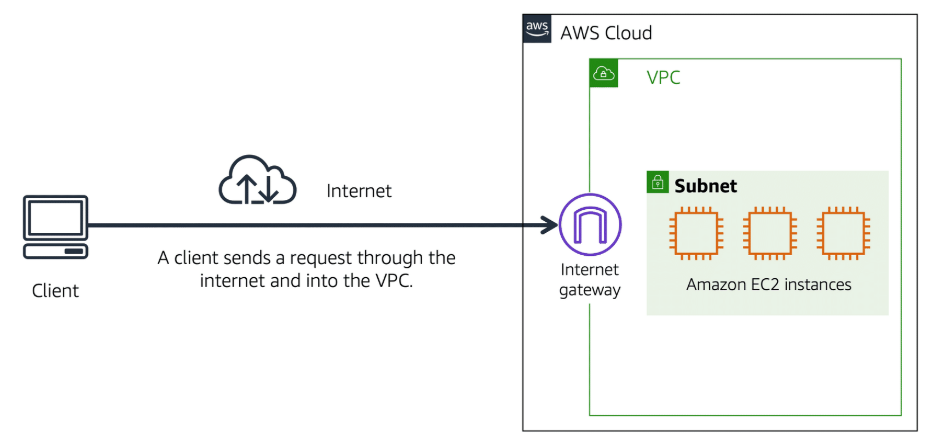 aws
AWS Cloud
VPC
Internet
Subnet
A client sends a request through the
internet and into the VPC.
Client
Internet
gateway
Amazon EC2 instances